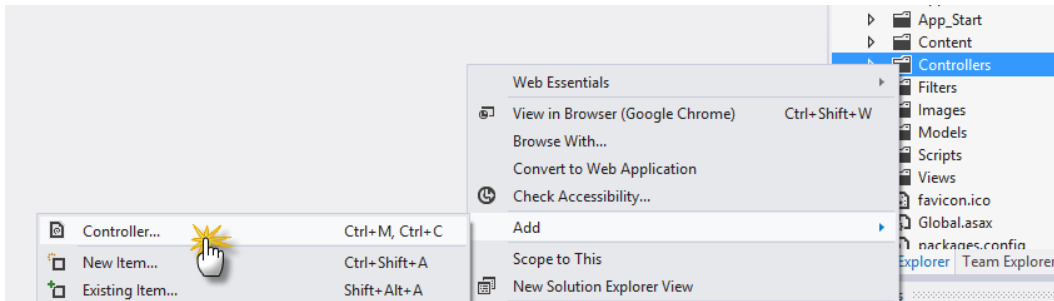 App_Start
Content
Controllers
Filters
Images
Models
Scripts
Views
favicon.ico
Global.asax
packages.config
Explorer Team Explorer
Web Essentials
View in Browser (Google Chrome) Ctrl+Shift+W
Browse With...
Convert to Web Application
Check Accessibility...
Add
Scope to This
New Solution Explorer View
Controller... Ctrl+M, Ctrl+C
New Item... Ctrl+Shift+A
Existing Item... Shift+Alt+A